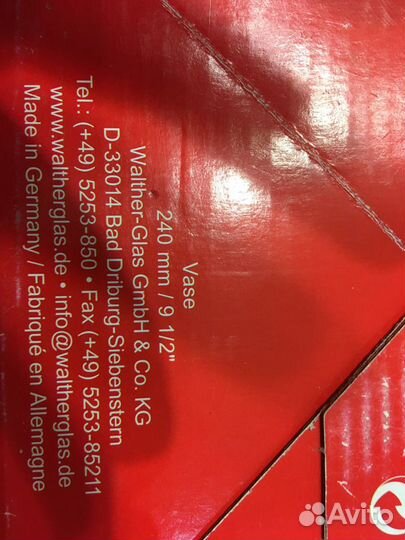 Vase
240 mm / 9 1/2"
Walther-Glas GmbH & Co. KG
D-33014 Bad Driburg-Siebenstern
Tel.: (+49) 5253-850 • Fax (+49) 5253-85211
www.waltherglas.de • info@waltherglas.de
Made in Germany / Fabriqué en Allemagne
Avito